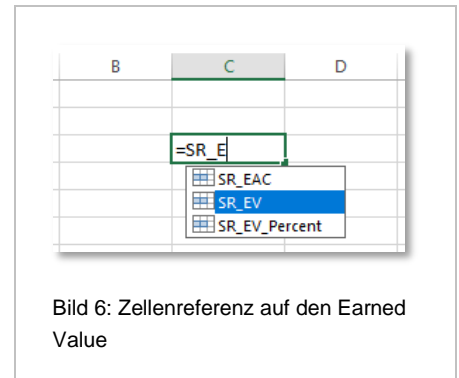 B C D
=SR_E
SR_EAC
SR_EV
SR_EV_Percent
Bild 6: Zellenreferenz auf den Earned
Value